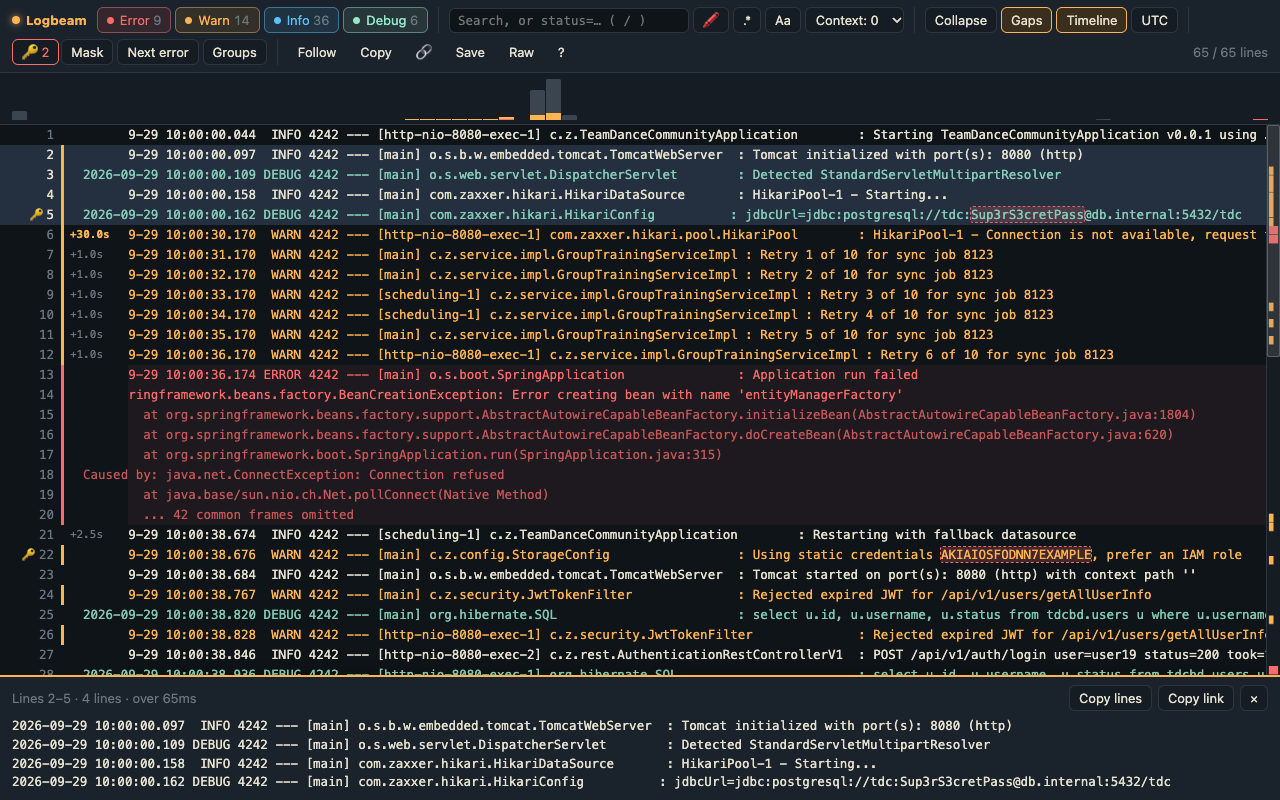 Logbeam Error 9 Warn 14 Info 36 Debug 6 Search, or status=… ( / ) .* Aa Context: 0 Collapse Gaps Timeline UTC
2 Mask Next error Groups Follow Copy Save Raw ? 65 / 65 lines
1 9-29 10:00:00.044 INFO 4242 --- [http-nio-8080-exec-1] c.z.TeamDanceCommunityApplication : Starting TeamDanceCommunityApplication v0.0.1 using
2 9-29 10:00:00.097 INFO 4242 --- [main] o.s.b.w.embedded.tomcat.TomcatWebServer : Tomcat initialized with port(s): 8080 (http)
3 2026-09-29 10:00:00.109 DEBUG 4242 --- [main] o.s.web.servlet.DispatcherServlet : Detected StandardServletMultipartResolver
4 9-29 10:00:00.158 INFO 4242 --- [main] com.zaxxer.hikari.HikariDataSource : HikariPool-1 - Starting...
5 2026-09-29 10:00:00.162 DEBUG 4242 --- [main] com.zaxxer.hikari.HikariConfig : jdbcUrl=jdbc:postgresql://tdc:Sup3rS3cretPass@db.internal:5432/tdc
6 +30.0s 9-29 10:00:30.170 WARN 4242 --- [http-nio-8080-exec-1] com.zaxxer.hikari.pool.HikariPool : HikariPool-1 - Connection is not available, request
7 +1.0s 9-29 10:00:31.170 WARN 4242 --- [main] c.z.service.impl.GroupTrainingServiceImpl : Retry 1 of 10 for sync job 8123
8 +1.0s 9-29 10:00:32.170 WARN 4242 --- [main] c.z.service.impl.GroupTrainingServiceImpl : Retry 2 of 10 for sync job 8123
9 +1.0s 9-29 10:00:33.170 WARN 4242 --- [scheduling-1] c.z.service.impl.GroupTrainingServiceImpl : Retry 3 of 10 for sync job 8123
10 +1.0s 9-29 10:00:34.170 WARN 4242 --- [scheduling-1] c.z.service.impl.GroupTrainingServiceImpl : Retry 4 of 10 for sync job 8123
11 +1.0s 9-29 10:00:35.170 WARN 4242 --- [main] c.z.service.impl.GroupTrainingServiceImpl : Retry 5 of 10 for sync job 8123
12 +1.0s 9-29 10:00:36.170 WARN 4242 --- [http-nio-8080-exec-1] c.z.service.impl.GroupTrainingServiceImpl : Retry 6 of 10 for sync job 8123
13 9-29 10:00:36.174 ERROR 4242 --- [main] o.s.boot.SpringApplication : Application run failed
14 ringframework.beans.factory.BeanCreationException: Error creating bean with name 'entityManagerFactory'
15 at org.springframework.beans.factory.support.AbstractAutowireCapableBeanFactory.initializeBean(AbstractAutowireCapableBeanFactory.java:1804)
16 at org.springframework.beans.factory.support.AbstractAutowireCapableBeanFactory.doCreateBean(AbstractAutowireCapableBeanFactory.java:620)
17 at org.springframework.boot.SpringApplication.run(SpringApplication.java:315)
18 Caused by: java.net.ConnectException: Connection refused
19 at java.base/sun.nio.ch.Net.pollConnect(Native Method)
20 ... 42 common frames omitted
21 +2.5s 9-29 10:00:38.674 INFO 4242 --- [scheduling-1] c.z.TeamDanceCommunityApplication : Restarting with fallback datasource
22 9-29 10:00:38.676 WARN 4242 --- [main] c.z.config.StorageConfig : Using static credentials AKIAIOSFODNN7EXAMPLE, prefer an IAM role
23 9-29 10:00:38.684 INFO 4242 --- [main] o.s.b.w.embedded.tomcat.TomcatWebServer : Tomcat started on port(s): 8080 (http) with context path ''
24 9-29 10:00:38.767 WARN 4242 --- [main] c.z.security.JwtTokenFilter : Rejected expired JWT for /api/v1/users/getAllUserInfo
25 2026-09-29 10:00:38.820 DEBUG 4242 --- [main] org.hibernate.SQL : select u.id, u.username, u.status from tdcbd.users u where u.usernam
26 9-29 10:00:38.828 WARN 4242 --- [http-nio-8080-exec-1] c.z.security.JwtTokenFilter : Rejected expired JWT for /api/v1/users/getAllUserInf
27 9-29 10:00:38.846 INFO 4242 --- [http-nio-8080-exec-2] c.z.rest.AuthenticationRestControllerV1 : POST /api/v1/auth/login user=user19 status=200 took=
28 2026-09-29 10:00:38.936 DEBUG 4242 --- [http-nio-8080-exec-1] org.hibernate.SQL : select u.id, u.username, u.status from tdcbd.users u
Lines 2–5 · 4 lines · over 65ms Copy lines Copy link ×
2026-09-29 10:00:00.097 INFO 4242 --- [main] o.s.b.w.embedded.tomcat.TomcatWebServer : Tomcat initialized with port(s): 8080 (http)
2026-09-29 10:00:00.109 DEBUG 4242 --- [main] o.s.web.servlet.DispatcherServlet : Detected StandardServletMultipartResolver
2026-09-29 10:00:00.158 INFO 4242 --- [main] com.zaxxer.hikari.HikariDataSource : HikariPool-1 - Starting...
2026-09-29 10:00:00.162 DEBUG 4242 --- [main] com.zaxxer.hikari.HikariConfig : jdbcUrl=jdbc:postgresql://tdc:Sup3rS3cretPass@db.internal:5432/tdc